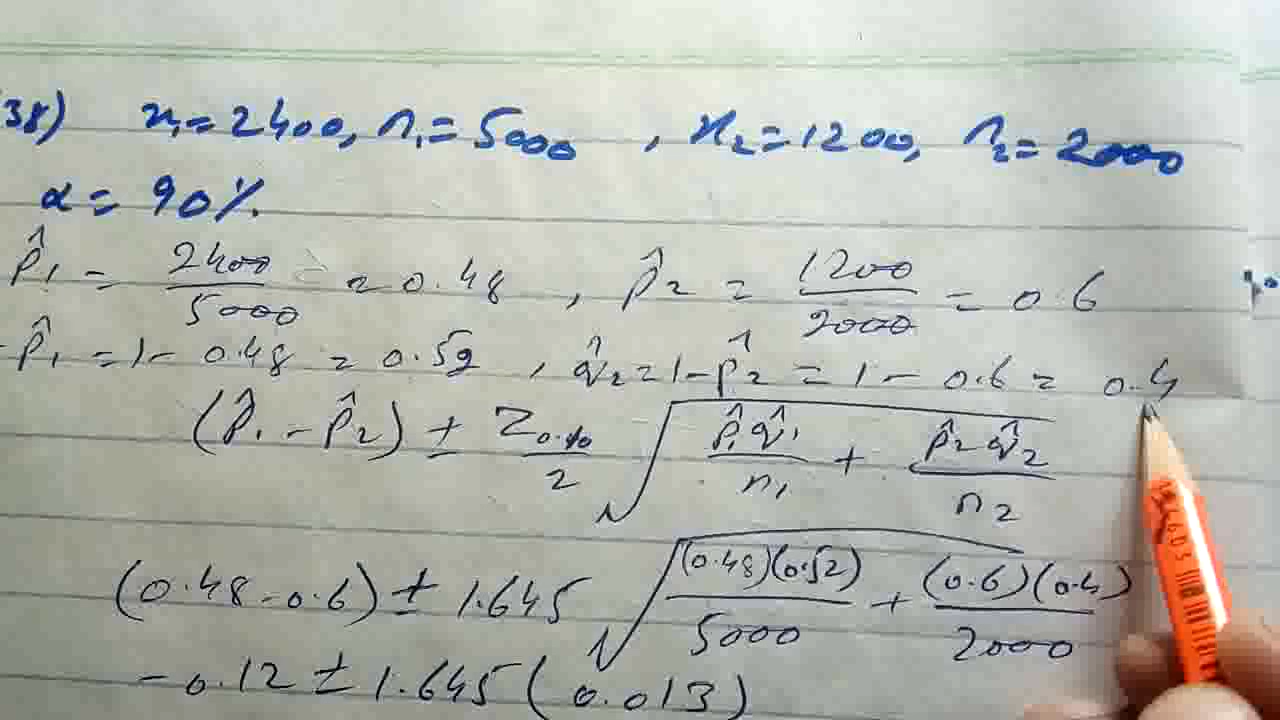 38) x₁=2400, n₁=5000 , x₂=1200, n₂=2000
α = 90%
p̂₁ = 2400/5000 = 0.48 , p̂₂ = 1200/2000 = 0.6
-p̂₁ = 1- 0.48 = 0.52 , q̂₂=1-p̂₂ = 1-0.6 = 0.4
(p̂₁-p̂₂) ± Z 0.10/2 √ p̂₁q̂₁/n₁ + p̂₂q̂₂/n₂
(0.48-0.6) ± 1.645 √ (0.48)(0.52)/5000 + (0.6)(0.4)/2000
-0.12 ± 1.645 (0.013)